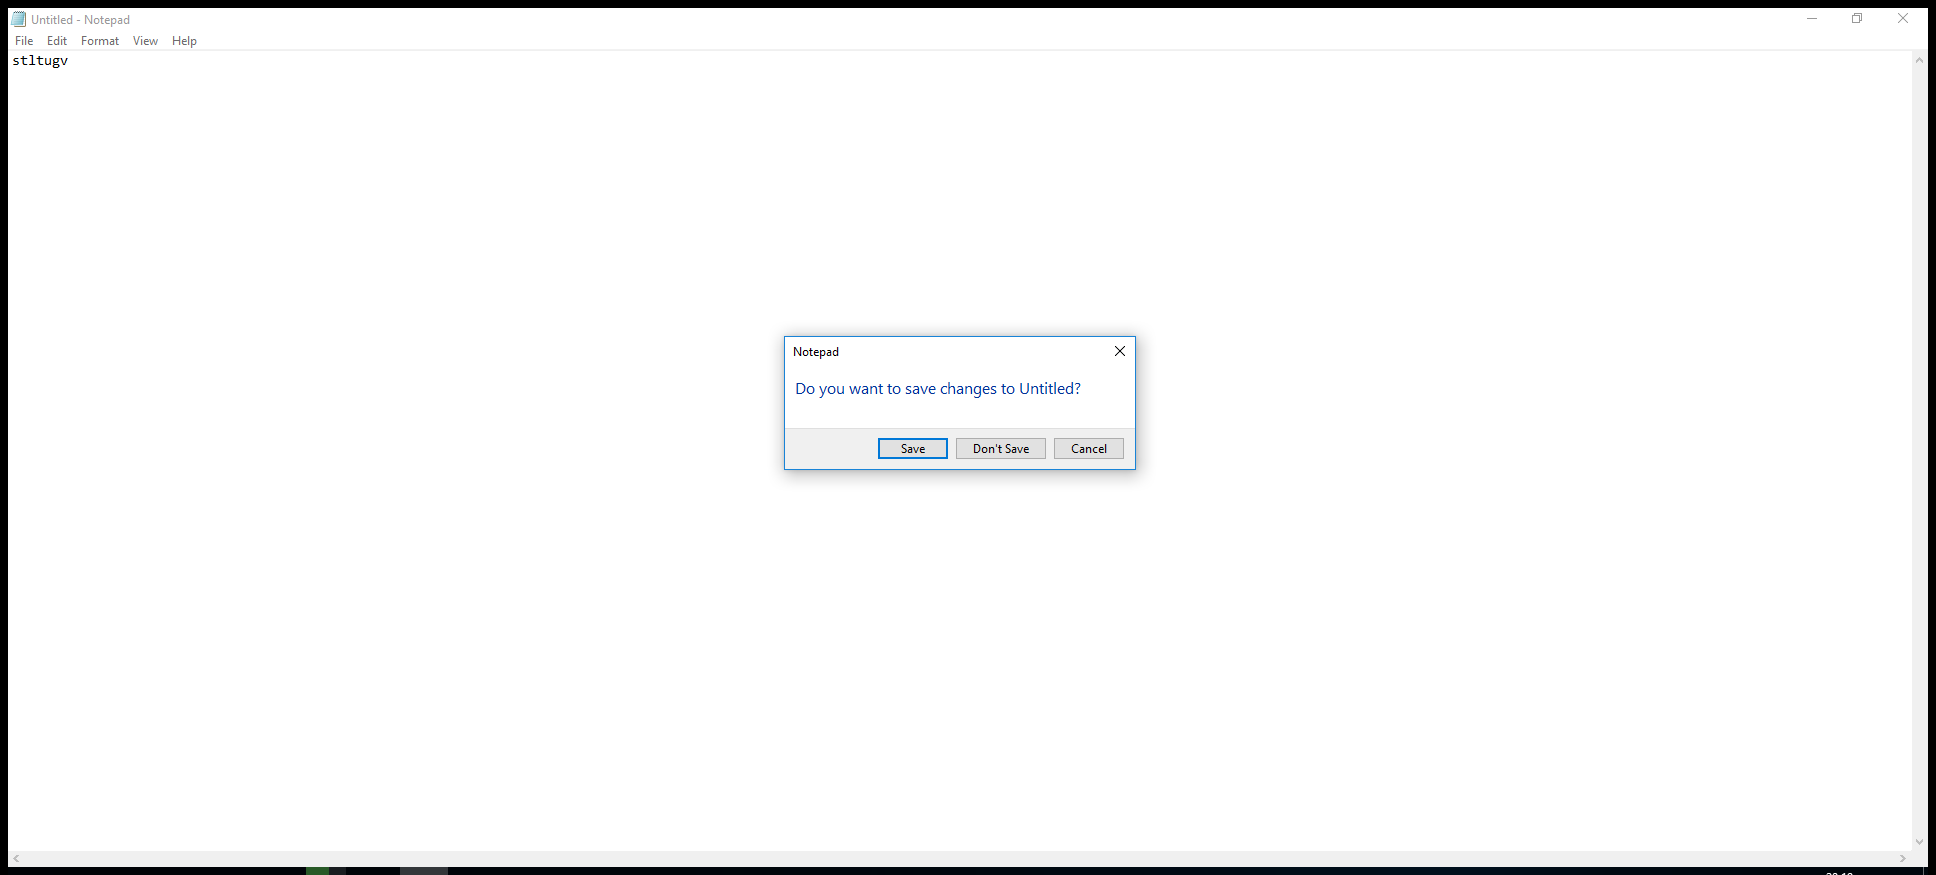 Untitled - Notepad
File Edit Format View Help
stltugv
Notepad
Do you want to save changes to Untitled?
Save Don't Save Cancel